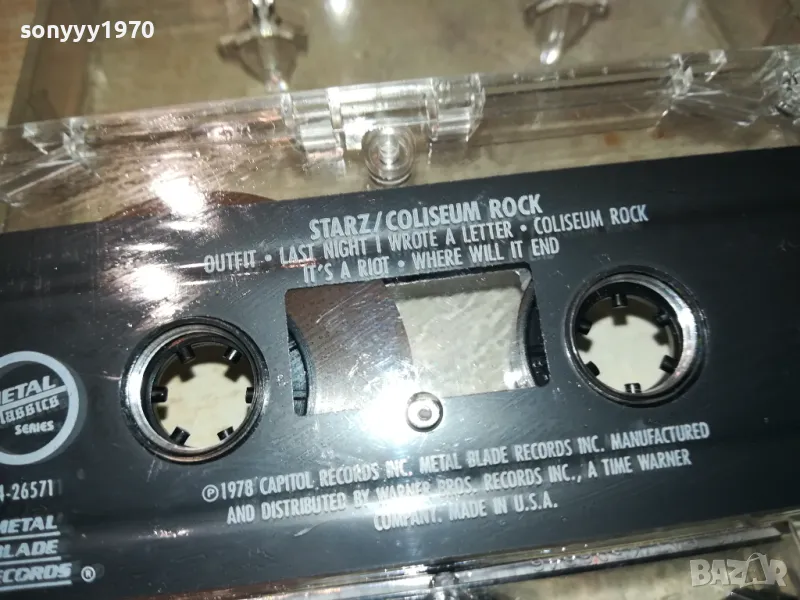 sonyyy1970
STARZ/COLISEUM ROCK
OUTFIT • LAST NIGHT I WROTE A LETTER • COLISEUM ROCK
IT'S A RIOT • WHERE WILL IT END
METAL
CLASSICS
SERIES
4-26571
METAL
BLADE
RECORDS ®
℗1978 CAPITOL RECORDS INC. METAL BLADE RECORDS INC. MANUFACTURED
AND DISTRIBUTED BY WARNER BROS. RECORDS INC., A TIME WARNER
COMPANY. MADE IN U.S.A.
BAZAR